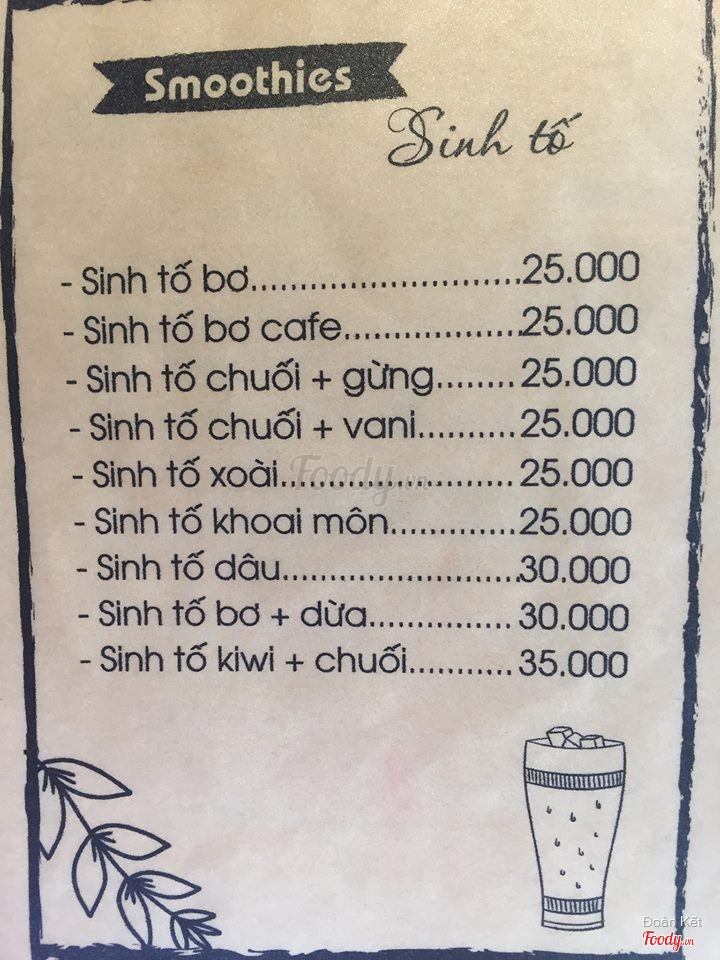 Smoothies
Sinh tố
- Sinh tố bơ............................25.000
- Sinh tố bơ cafe..................25.000
- Sinh tố chuối + gừng........25.000
- Sinh tố chuối + vani..........25.000
- Sinh tố xoài........................25.000
- Sinh tố khoai môn.............25.000
- Sinh tố dâu.........................30.000
- Sinh tố bơ + dừa...............30.000
- Sinh tố kiwi + chuối...........35.000
Foody.vn
Đoàn Kết
Foody.vn